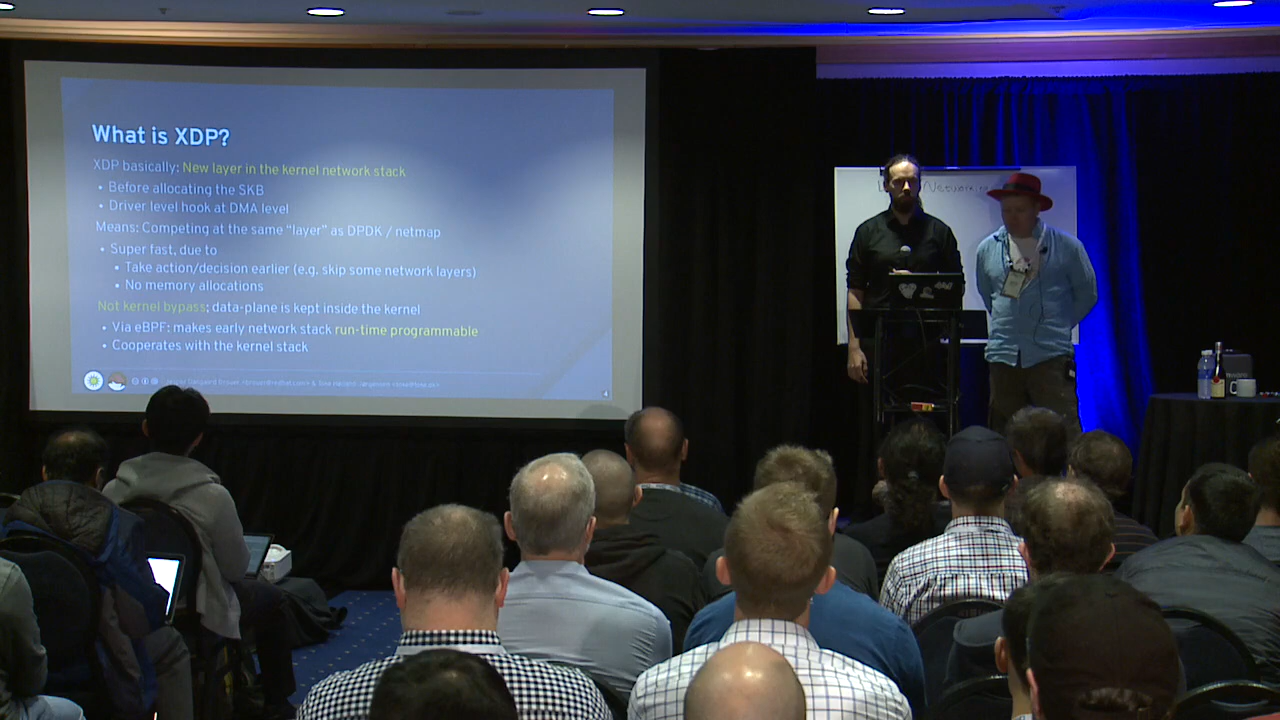 What is XDP?
XDP basically: New layer in the kernel network stack
• Before allocating the SKB
• Driver level hook at DMA level
Means: Competing at the same "layer" as DPDK / netmap
• Super fast, due to
• Take action/decision earlier (e.g. skip some network layers)
• No memory allocations
Not kernel bypass; data-plane is kept inside the kernel
• Via eBPF: makes early network stack run-time programmable
• Cooperates with the kernel stack
4